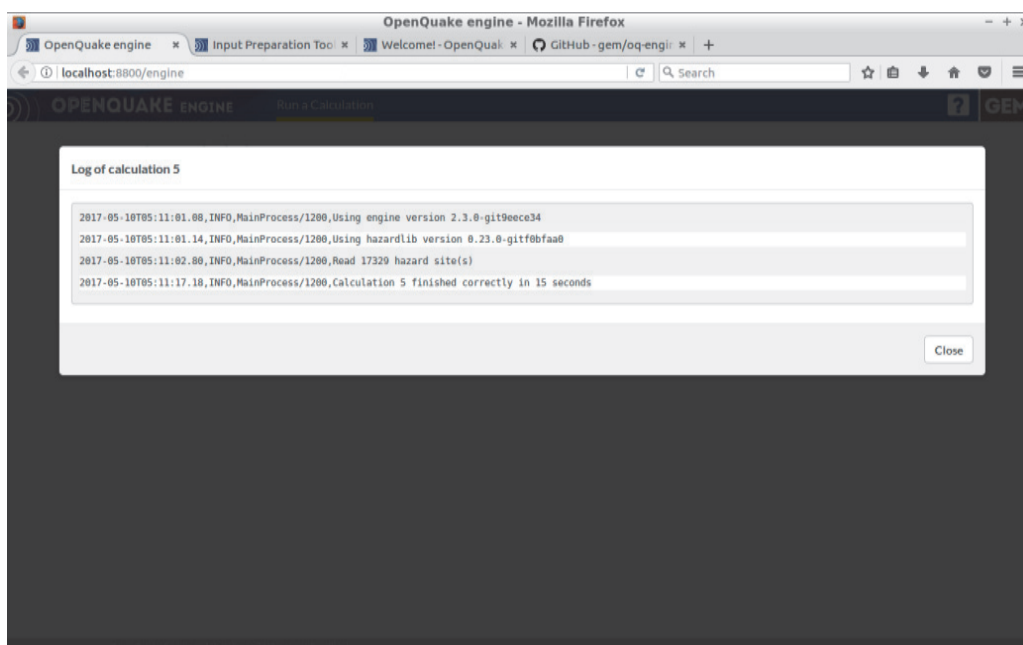 OpenQuake engine - Mozilla Firefox
OpenQuake engine Input Preparation Too Welcome! - OpenQuak GitHub - gem/oq-engin
localhost:8800/engine Search
OPENQUAKE ENGINE Run a Calculation ? GEM
Log of calculation 5
2017-05-10T05:11:01.08,INFO,MainProcess/1200,Using engine version 2.3.0-git9eece34
2017-05-10T05:11:01.14,INFO,MainProcess/1200,Using hazardlib version 0.23.0-gitf0bfaa0
2017-05-10T05:11:02.80,INFO,MainProcess/1200,Read 17329 hazard site(s)
2017-05-10T05:11:17.18,INFO,MainProcess/1200,Calculation 5 finished correctly in 15 seconds
Close